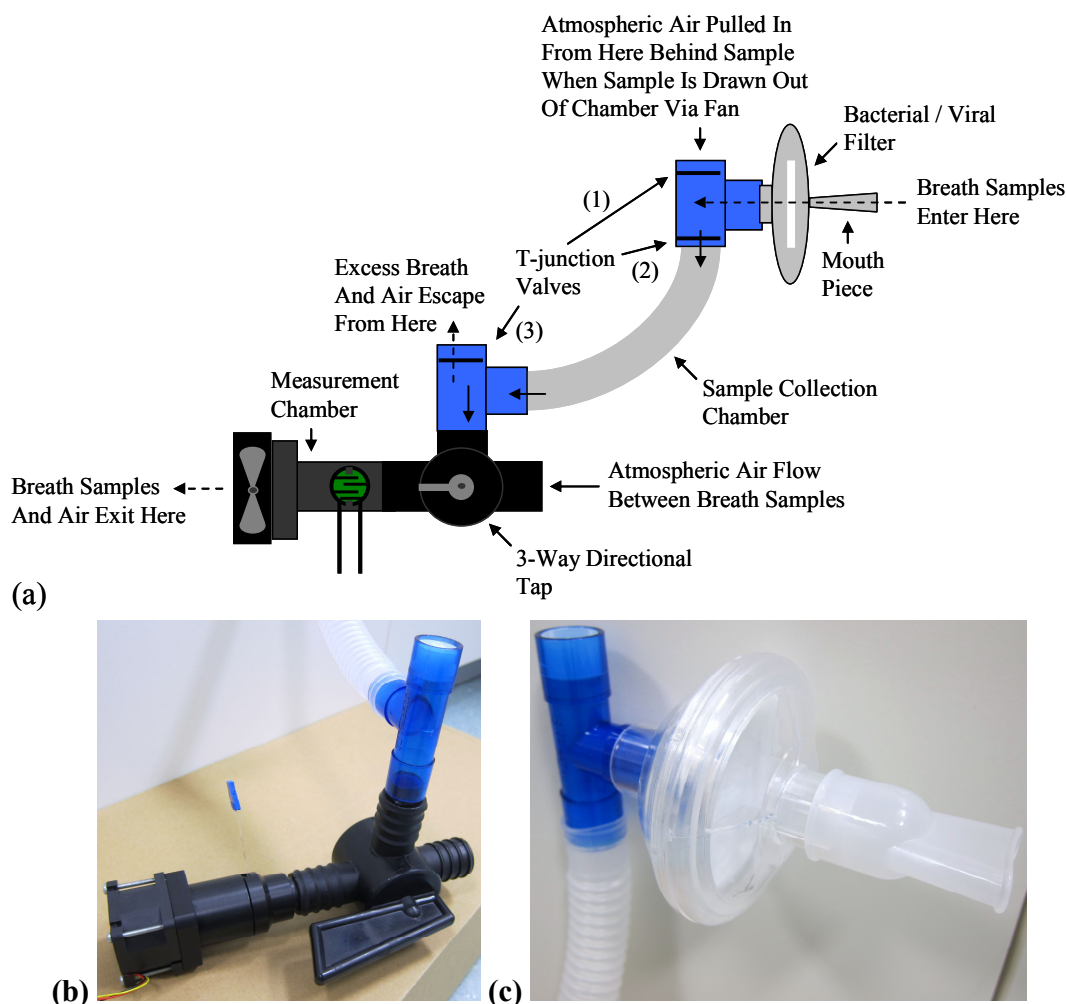 Atmospheric Air Pulled In
From Here Behind Sample
When Sample Is Drawn Out
Of Chamber Via Fan
Bacterial / Viral
Filter
Breath Samples
Enter Here
(1)
T-junction
Valves
(2)
Mouth
Piece
Excess Breath
And Air Escape
From Here
(3)
Measurement
Chamber
Sample Collection
Chamber
Breath Samples
And Air Exit Here
Atmospheric Air Flow
Between Breath Samples
3-Way Directional
Tap
(a)
(b)
(c)